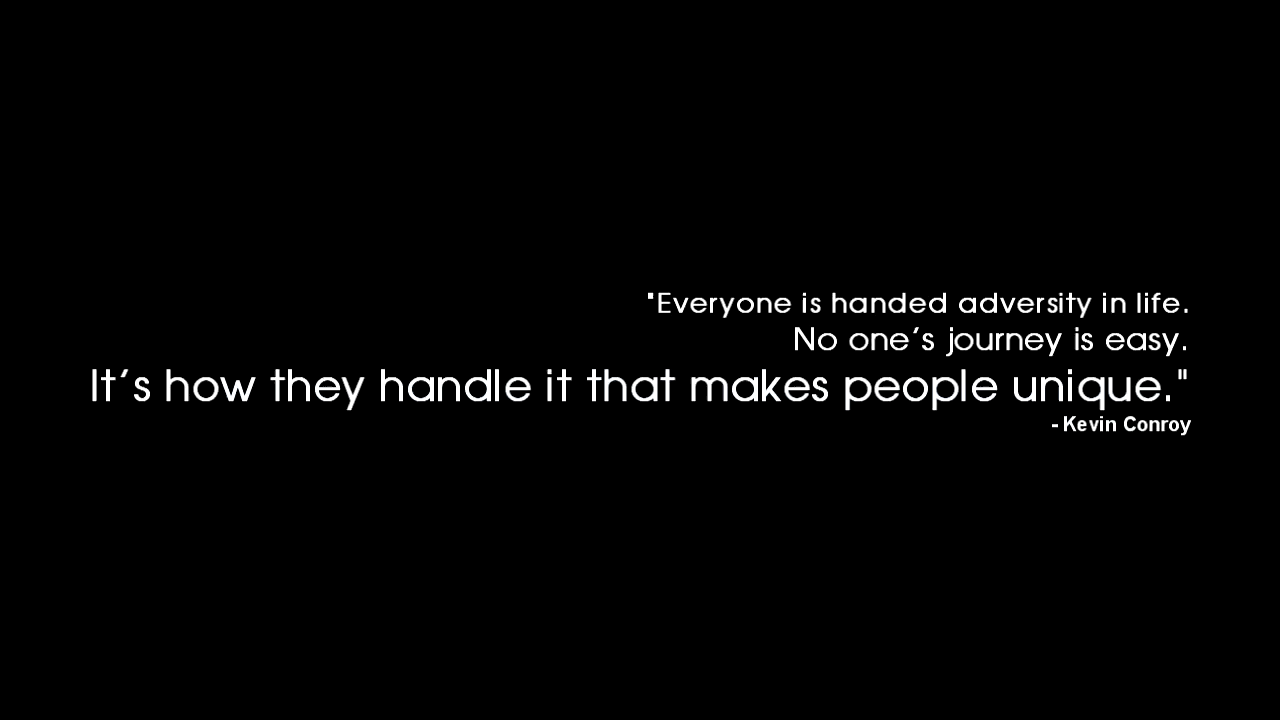 "Everyone is handed adversity in life.
No one's journey is easy.
It's how they handle it that makes people unique."
- Kevin Conroy